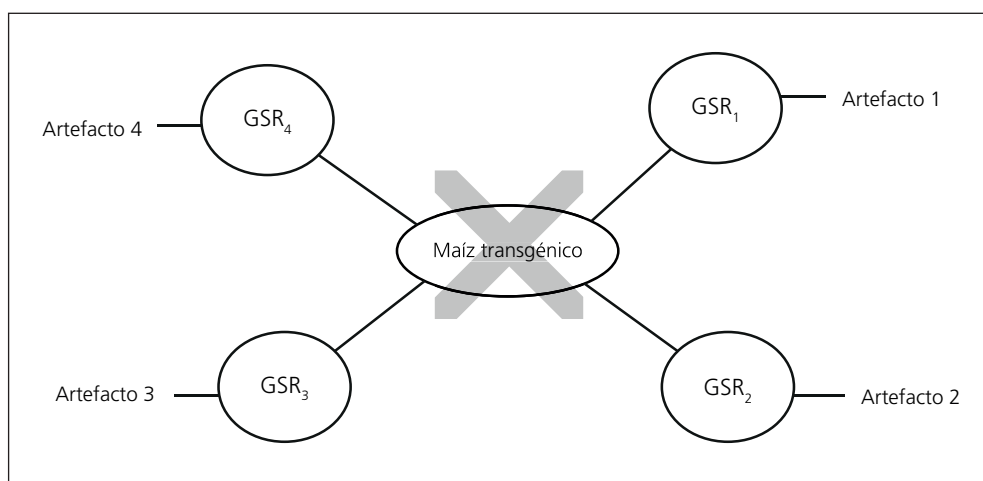 GSR4
GSR1
Artefacto 1
Artefacto 4
Maíz transgénico
GSR3
GSR2
Artefacto 3
Artefacto 2